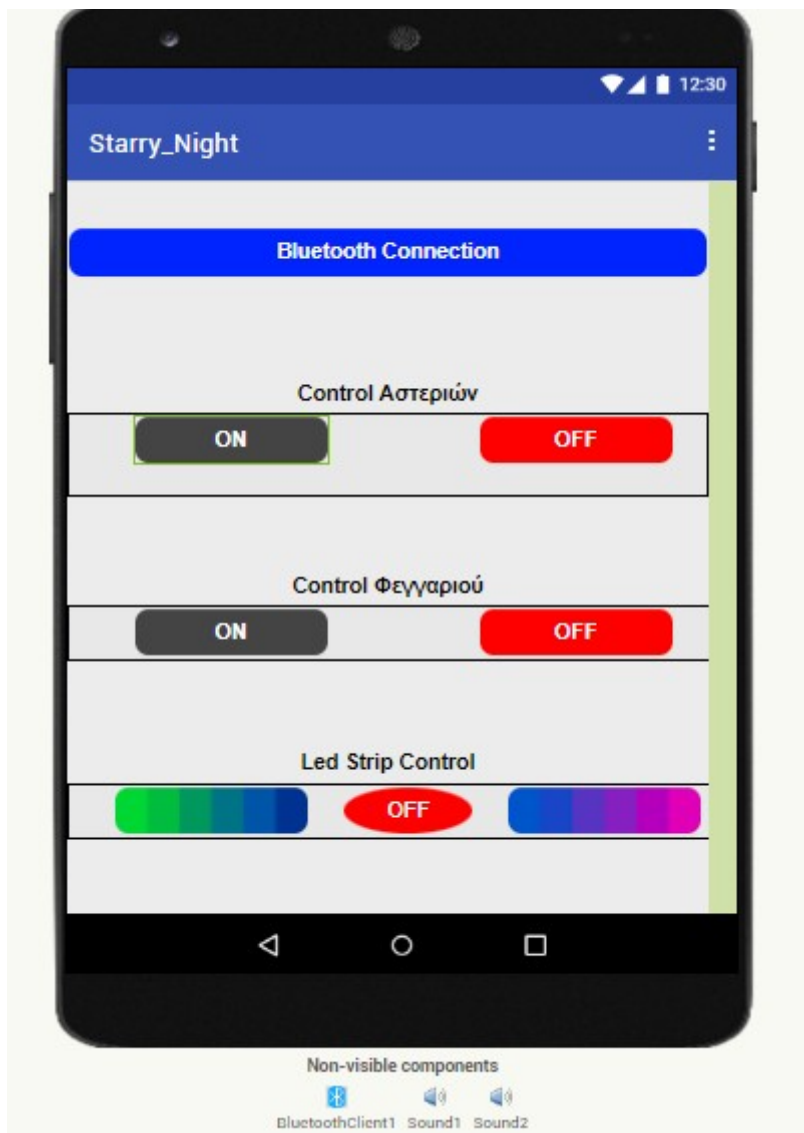 12:30
Starry_Night
Bluetooth Connection
Control Αστεριών
ON OFF
Control Φεγγαριού
ON OFF
Led Strip Control
OFF
Non-visible components
BluetoothClient1 Sound1 Sound2